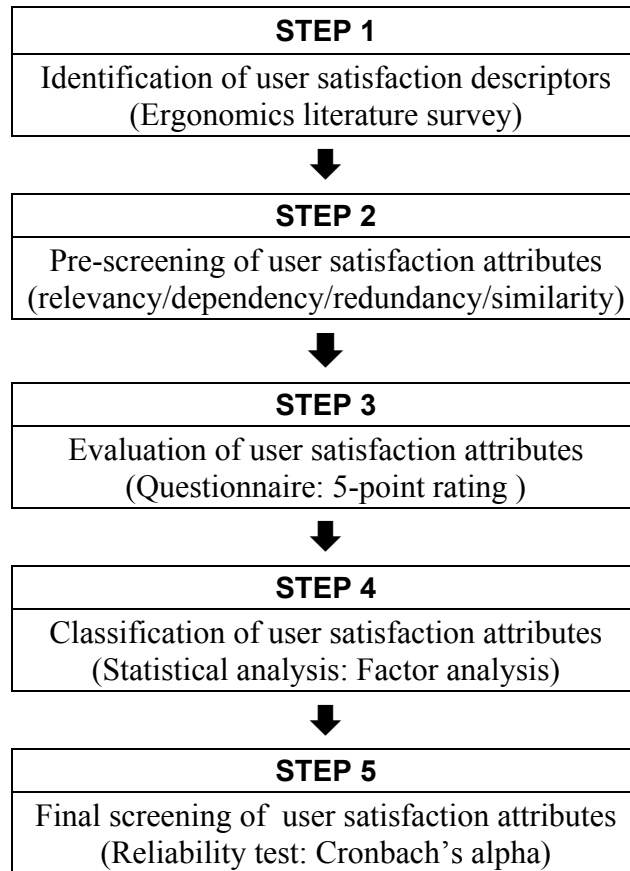 STEP 1
Identification of user satisfaction descriptors
(Ergonomics literature survey)
STEP 2
Pre-screening of user satisfaction attributes
(relevancy/dependency/redundancy/similarity)
STEP 3
Evaluation of user satisfaction attributes
(Questionnaire: 5-point rating )
STEP 4
Classification of user satisfaction attributes
(Statistical analysis: Factor analysis)
STEP 5
Final screening of  user satisfaction attributes
(Reliability test: Cronbach’s alpha)